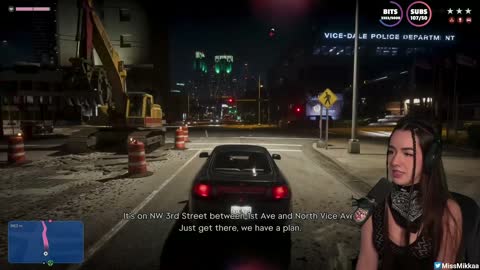 BITS
SUBS
107/50
VICE-DALE POLICE DEPARTMENT
It's on NW 3rd Street between 1st Ave and North Vice Ave
Just get there, we have a plan.
MissMikkaa